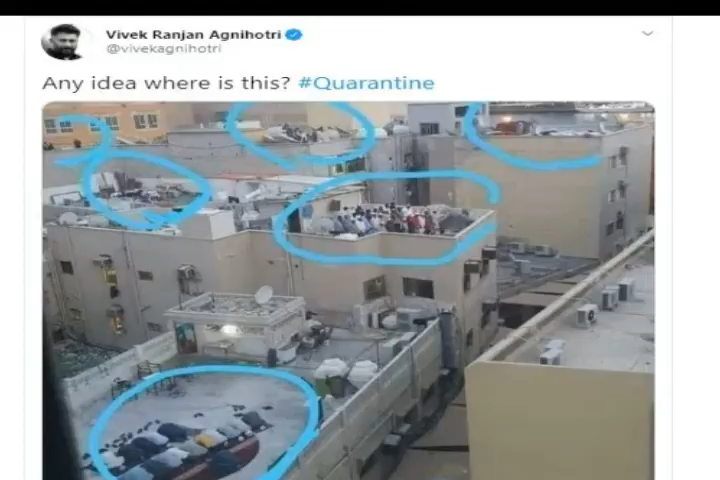 Vivek Ranjan Agnihotri
@vivekagnihotri
Any idea where is this? #Quarantine